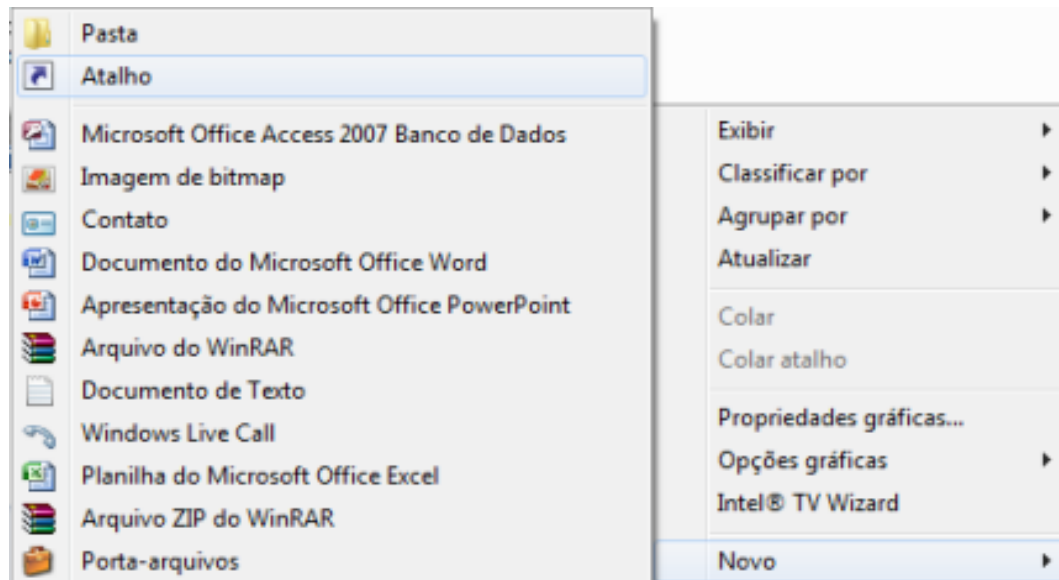 Pasta
Atalho
Microsoft Office Access 2007 Banco de Dados
Imagem de bitmap
Contato
Documento do Microsoft Office Word
Apresentação do Microsoft Office PowerPoint
Arquivo do WinRAR
Documento de Texto
Windows Live Call
Planilha do Microsoft Office Excel
Arquivo ZIP do WinRAR
Porta-arquivos
Exibir
Classificar por
Agrupar por
Atualizar
Colar
Colar atalho
Propriedades gráficas...
Opções gráficas
Intel® TV Wizard
Novo